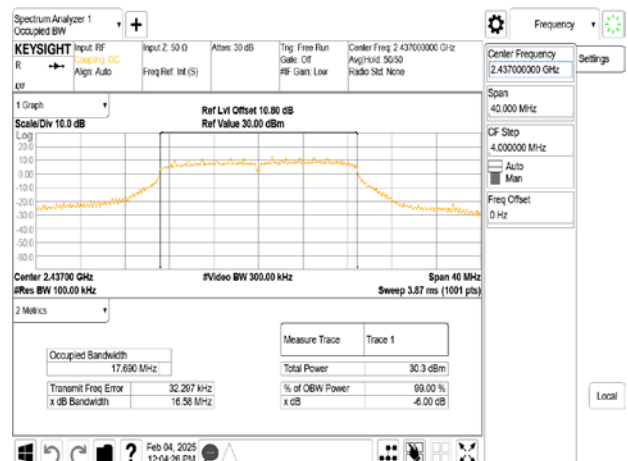 Spectrum Analyzer 1
Occupied BW
Frequency
KEYSIGHT Input: RF Input Z: 50 Ω Atten: 30 dB Trig: Free Run Center Freq: 2.437000000 GHz
R Coupling: DC Gate: Off Avg|Hold: 50/50
Align: Auto Freq Ref: Int (S) #IF Gain: Low Radio Std: None
Center Frequency
2.437000000 GHz
Settings
Span
40.000 MHz
CF Step
4.000000 MHz
Auto
Man
Freq Offset
0 Hz
1 Graph
Ref Lvl Offset 10.80 dB
Scale/Div 10.0 dB Ref Value 30.00 dBm
Log
20.0
10.0
0.00
-10.0
-20.0
-30.0
-40.0
-50.0
-60.0
Center 2.43700 GHz #Video BW 300.00 kHz Span 40 MHz
#Res BW 100.00 kHz Sweep 3.87 ms (1001 pts)
2 Metrics
Measure Trace Trace 1
Occupied Bandwidth
17.690 MHz Total Power 30.3 dBm
Transmit Freq Error 32.297 kHz % of OBW Power 99.00 %
x dB Bandwidth 16.58 MHz x dB -6.00 dB
Local
Feb 04, 2025
12:04:26 PM